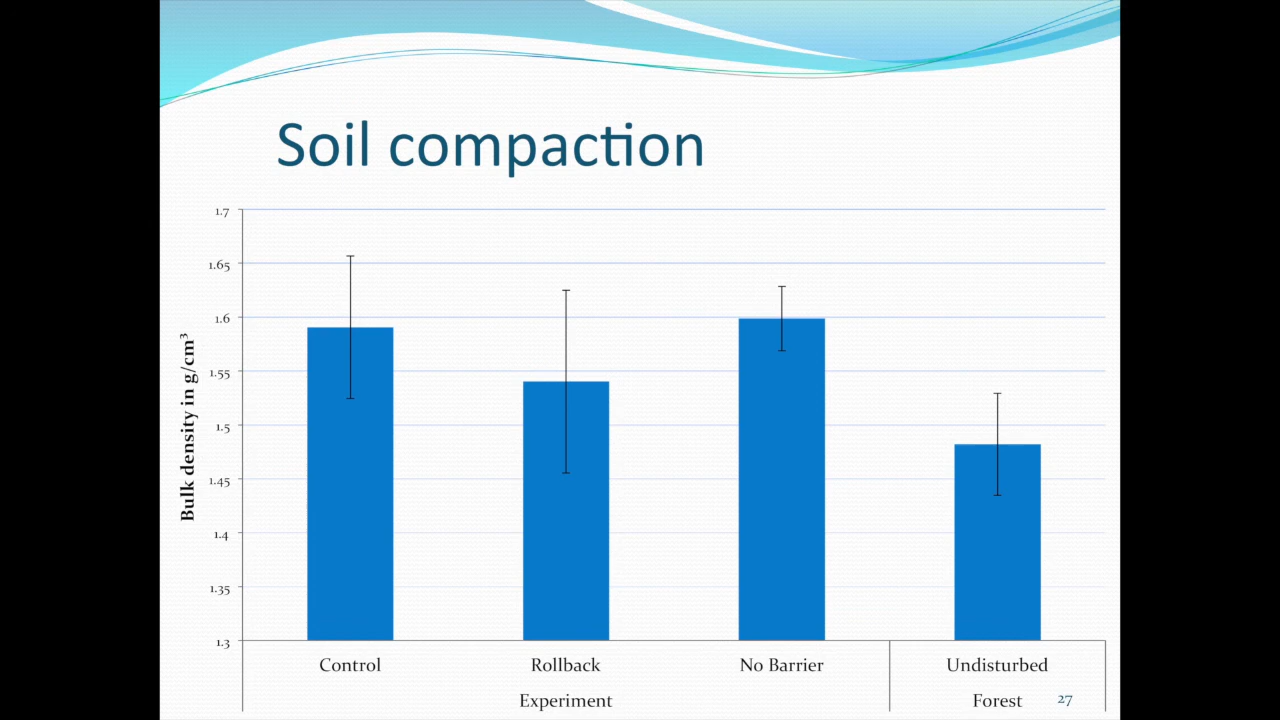 Soil compaction
1.7
1.65
1.6
1.55
1.5
1.45
1.4
1.35
1.3
Bulk density in g/cm³
Control Rollback No Barrier Undisturbed
Experiment Forest 27